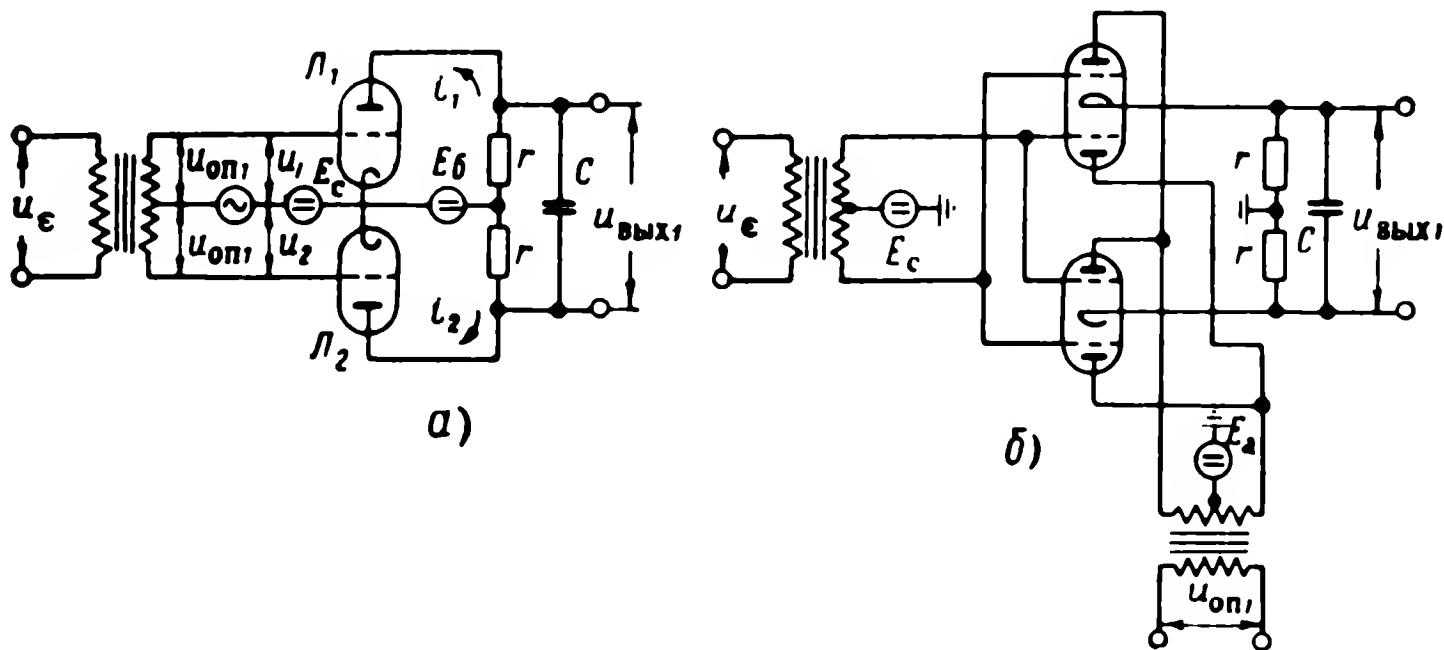 Л₁
i₁
uε
uоп₁
u₁
Eс
Eб
r
C
uвых₁
uоп₁
u₂
r
i₂
Л₂
а)
uε
Eс
r
r
C
uвых₁
Eа
uоп₁
б)